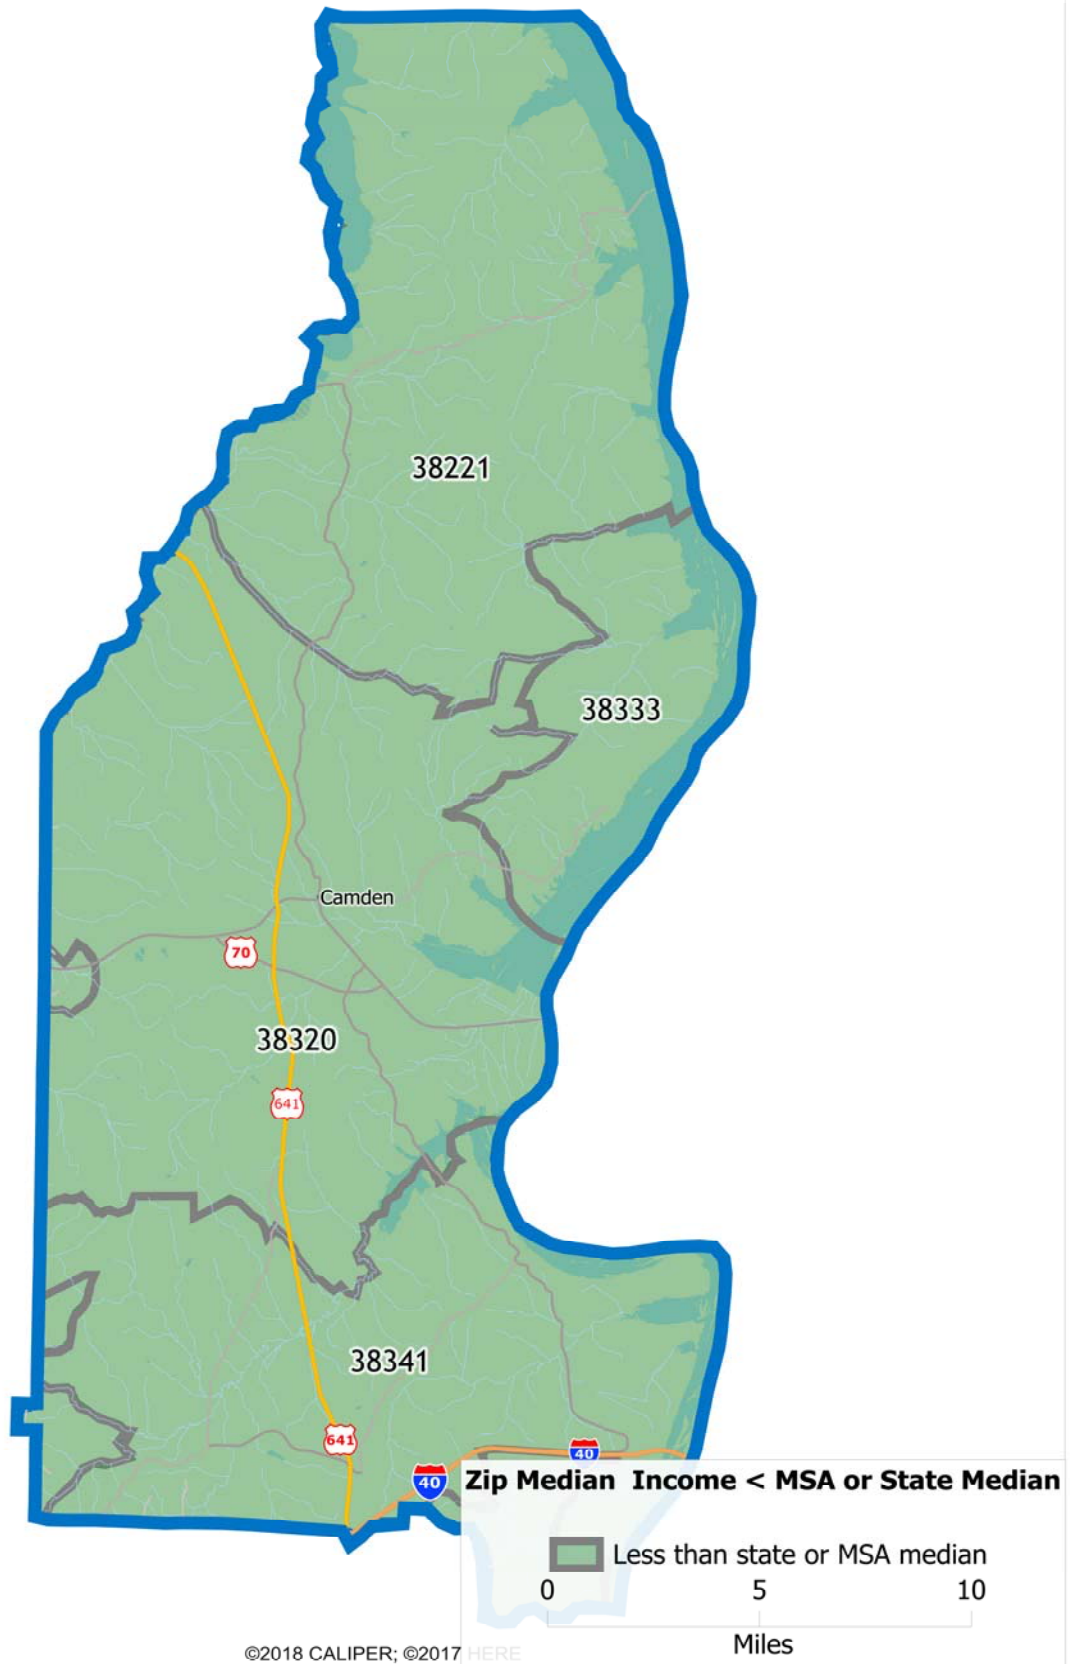 38221
38333
Camden
70
38320
641
38341
641
40
40
Zip Median Income < MSA or State Median
Less than state or MSA median
0 5 10
Miles
©2018 CALIPER; ©2017 HERE